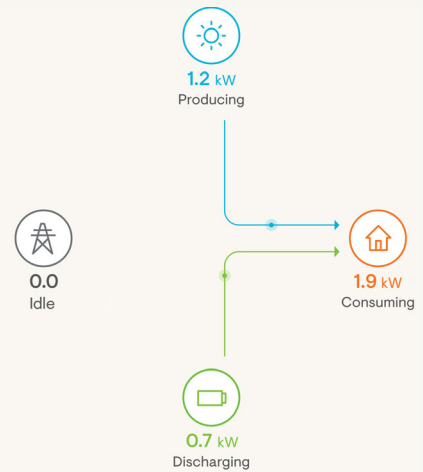 1.2 kW
Producing
0.0
Idle
1.9 kW
Consuming
0.7 kW
Discharging